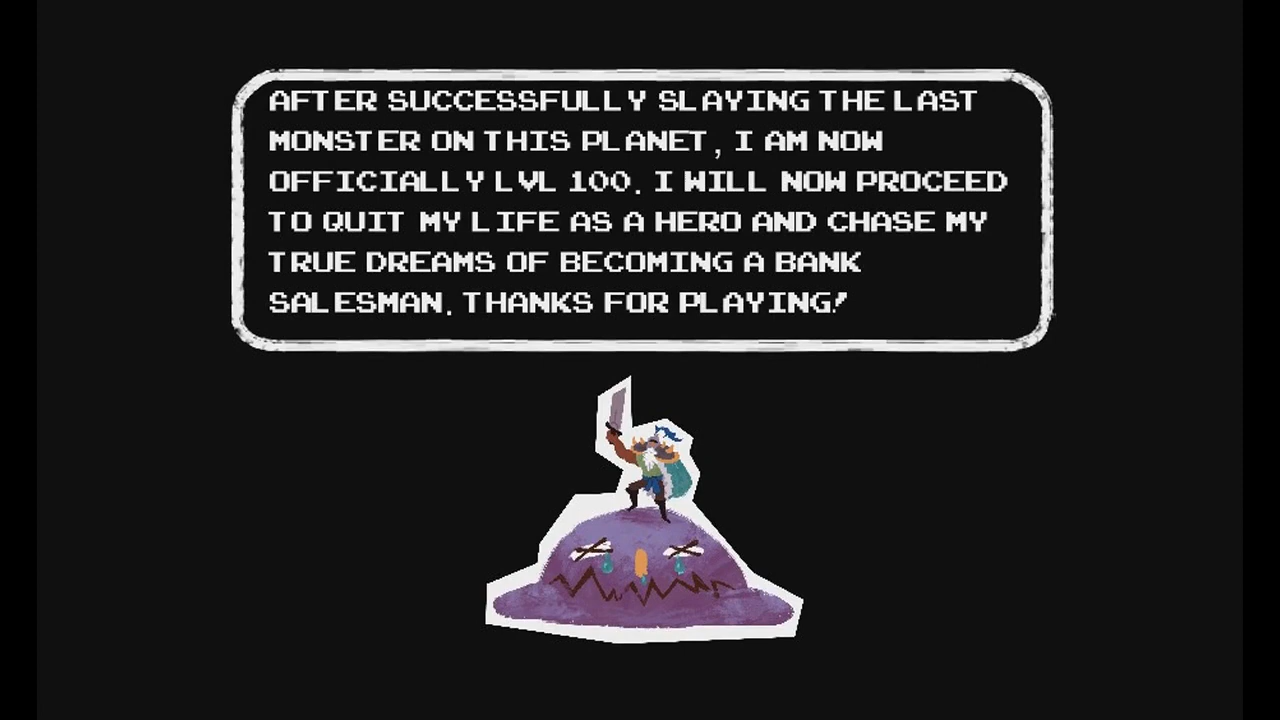 AFTER SUCCESSFULLY SLAYING THE LAST
MONSTER ON THIS PLANET, I AM NOW
OFFICIALLY LVL 100. I WILL NOW PROCEED
TO QUIT MY LIFE AS A HERO AND CHASE MY
TRUE DREAMS OF BECOMING A BANK
SALESMAN. THANKS FOR PLAYING!